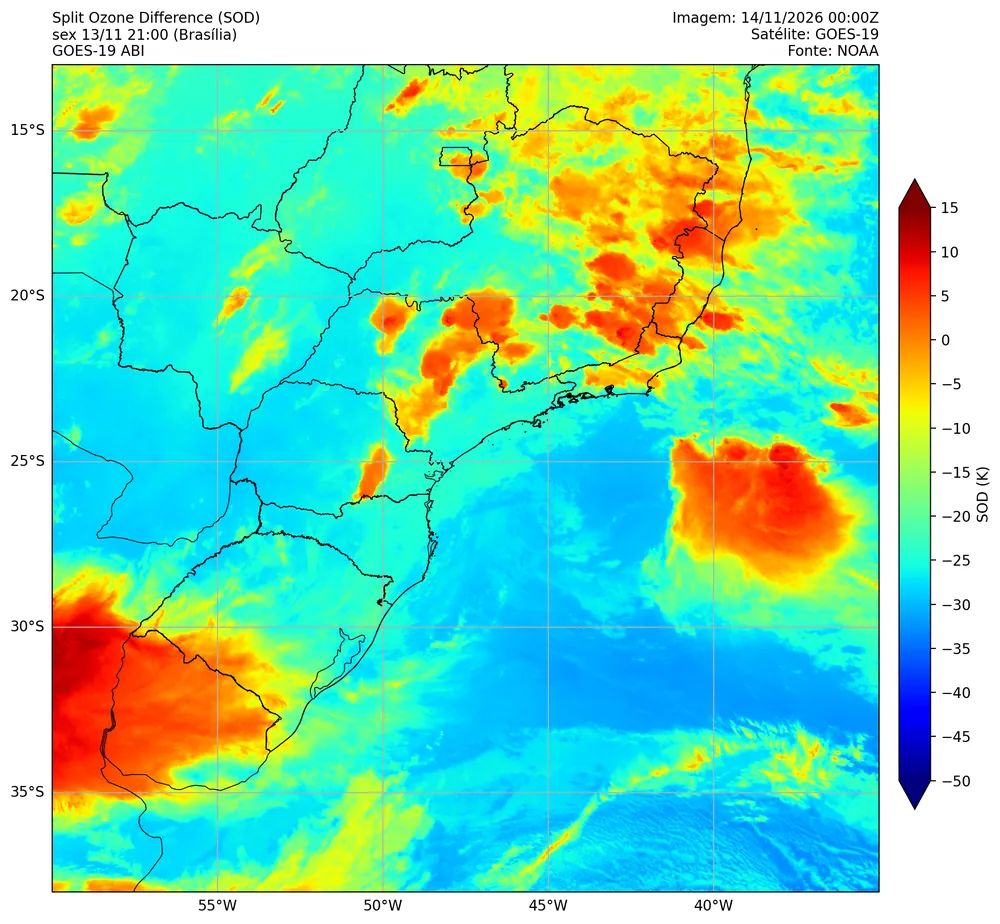 Split Ozone Difference (SOD)
sex 13/11 21:00 (Brasília)
GOES-19 ABI
Imagem: 14/11/2026 00:00Z
Satélite: GOES-19
Fonte: NOAA
15°S
20°S
25°S
30°S
35°S
55°W
50°W
45°W
40°W
15
10
5
0
−5
−10
−15
−20
−25
−30
−35
−40
−45
−50
SOD (K)